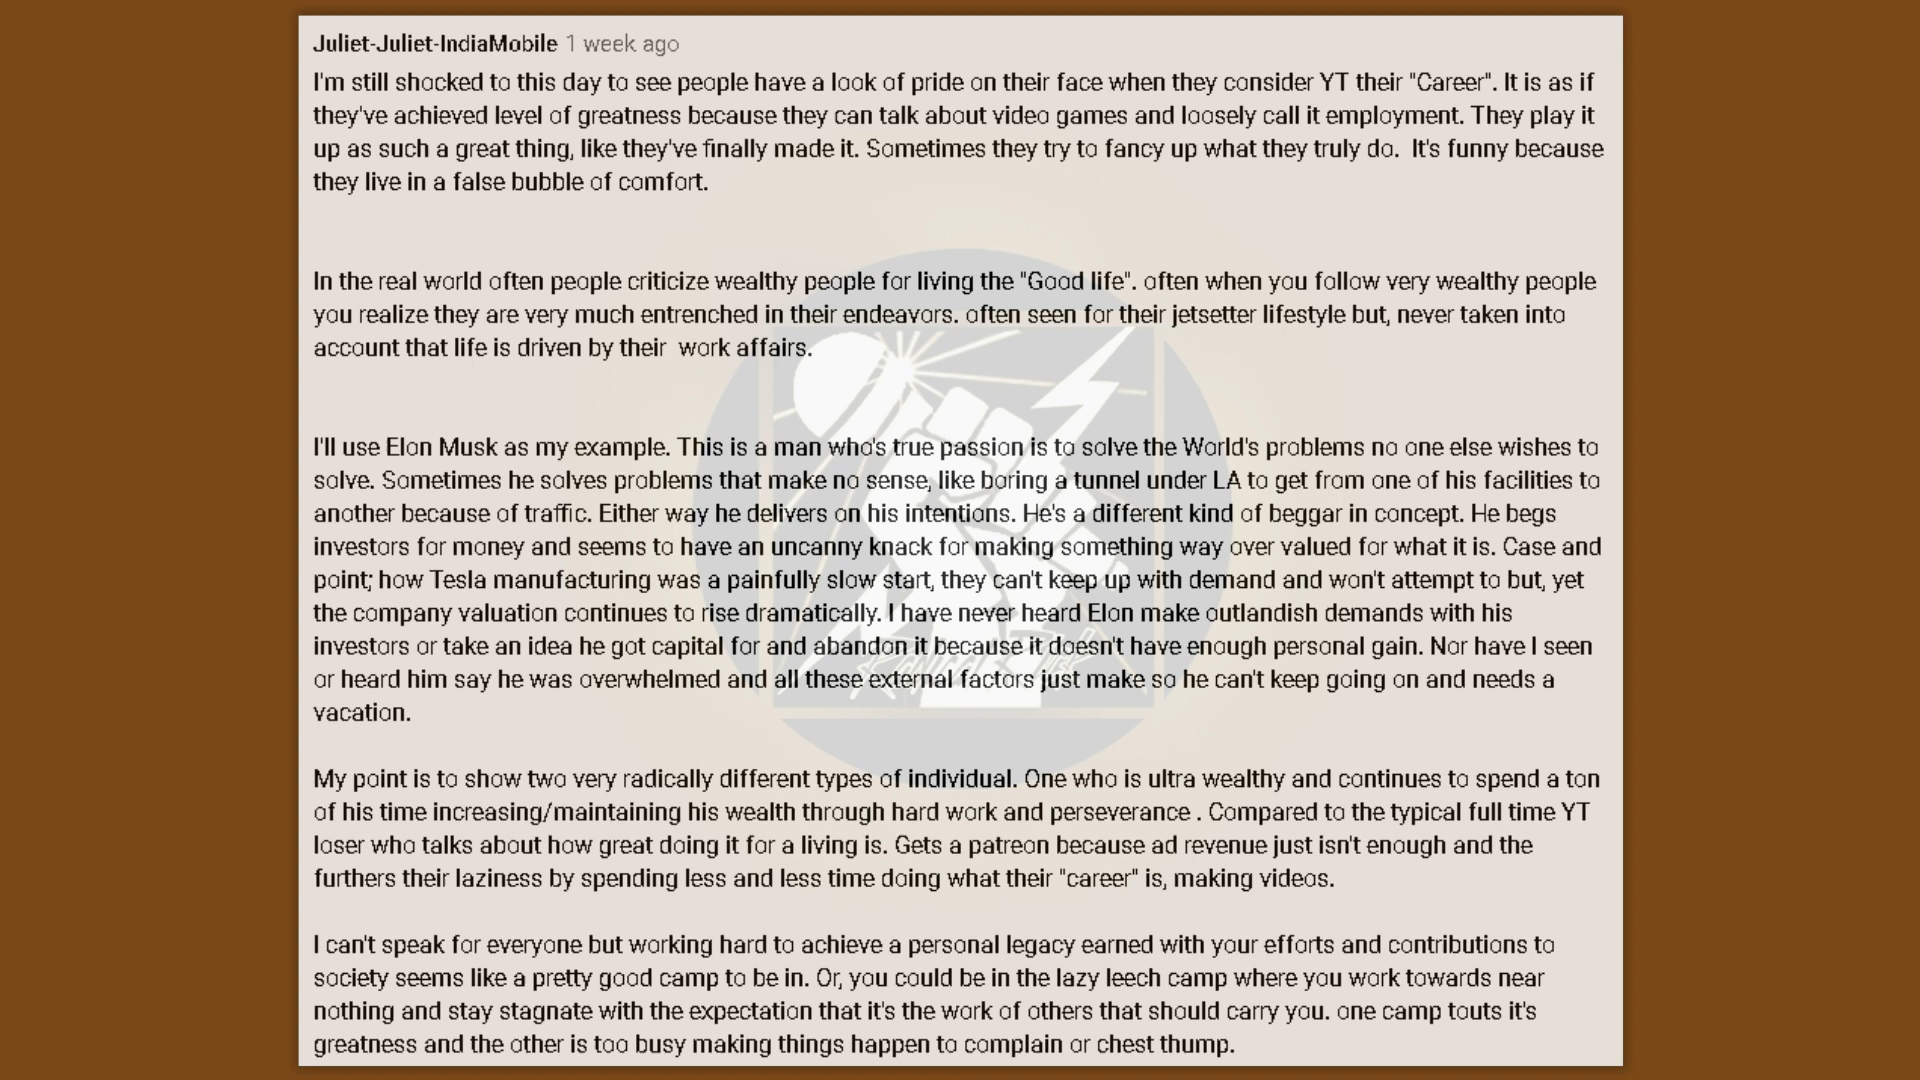 Juliet-Juliet-IndiaMobile 1 week ago
I'm still shocked to this day to see people have a look of pride on their face when they consider YT their "Career". It is as if
they've achieved level of greatness because they can talk about video games and loosely call it employment. They play it
up as such a great thing, like they've finally made it. Sometimes they try to fancy up what they truly do.  It's funny because
they live in a false bubble of comfort.
In the real world often people criticize wealthy people for living the "Good life". often when you follow very wealthy people
you realize they are very much entrenched in their endeavors. often seen for their jetsetter lifestyle but, never taken into
account that life is driven by their  work affairs.
I'll use Elon Musk as my example. This is a man who's true passion is to solve the World's problems no one else wishes to
solve. Sometimes he solves problems that make no sense, like boring a tunnel under LA to get from one of his facilities to
another because of traffic. Either way he delivers on his intentions. He's a different kind of beggar in concept. He begs
investors for money and seems to have an uncanny knack for making something way over valued for what it is. Case and
point; how Tesla manufacturing was a painfully slow start, they can't keep up with demand and won't attempt to but, yet
the company valuation continues to rise dramatically. I have never heard Elon make outlandish demands with his
investors or take an idea he got capital for and abandon it because it doesn't have enough personal gain. Nor have I seen
or heard him say he was overwhelmed and all these external factors just make so he can't keep going on and needs a
vacation.
My point is to show two very radically different types of individual. One who is ultra wealthy and continues to spend a ton
of his time increasing/maintaining his wealth through hard work and perseverance . Compared to the typical full time YT
loser who talks about how great doing it for a living is. Gets a patreon because ad revenue just isn't enough and the
furthers their laziness by spending less and less time doing what their "career" is, making videos.
I can't speak for everyone but working hard to achieve a personal legacy earned with your efforts and contributions to
society seems like a pretty good camp to be in. Or, you could be in the lazy leech camp where you work towards near
nothing and stay stagnate with the expectation that it's the work of others that should carry you. one camp touts it's
greatness and the other is too busy making things happen to complain or chest thump.